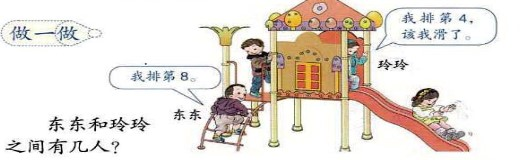 做一做
我排第4，
该我滑了。
玲玲
我排第8。
东东
东东和玲玲
之间有几人?